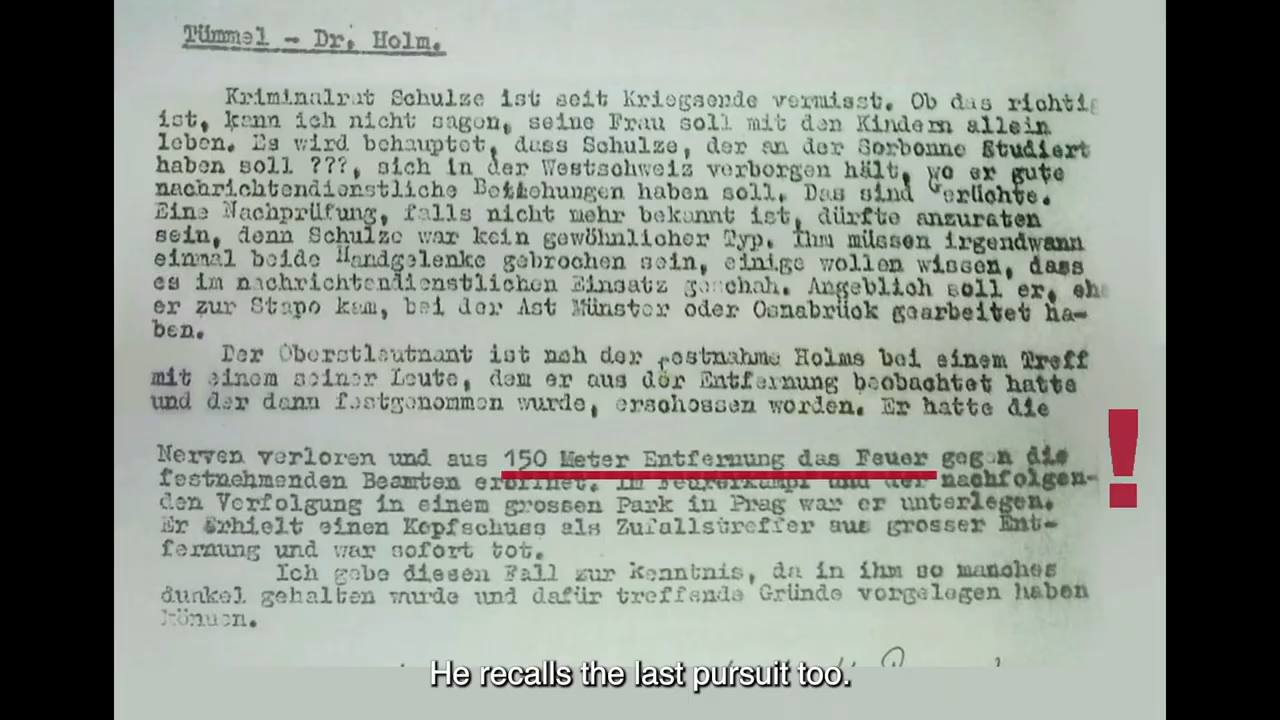 Tümmel - Dr. Holm.
Kriminalrat Schulze ist seit Kriegsende vermisst. Ob das richtig
ist, kann ich nicht sagen, seine Frau soll mit den Kindern allein
leben. Es wird behauptet, dass Schulze, der an der Sorbonne Studiert
haben soll ???, sich in der Westschweiz verborgen hält, wo er gute
nachrichtendienstliche Beziehungen haben soll. Das sind Gerüchte.
Eine Nachprüfung, falls nicht mehr bekannt ist, dürfte anzuraten
sein, denn Schulze war kein gewöhnlicher Typ. Ihm müssen irgendwann
einmal beide Handgelenke gebrochen sein, einige wollen wissen, dass
es im nachrichtendienstlichen Einsatz geschah. Angeblich soll er, ehe
er zur Stapo kam, bei der Ast Münster oder Osnabrück gearbeitet ha-
ben.
Der Oberstleutnant ist nah der Festnahme Holms bei einem Treff
mit einem seiner Leute, dem er aus der Entfernung beobachtet hatte
und der dann festgenommen wurde, erschossen worden. Er hatte die
Nerven verloren und aus 150 Meter Entfernung das Feuer gegen die
festnehmenden Beamten eröffnet. Im Feuerkampf und der nachfolgen-
den Verfolgung in einem grossen Park in Prag war er unterlegen.
Er Erhielt einen Kopfschuss als Zufallstreffer aus grosser Ent-
fernung und war sofort tot.
Ich gebe diesen Fall zur Kenntnis, da in ihm so manches
dunkel gehalten wurde und dafür treffende Gründe vorgelegen haben
können.
!
He recalls the last pursuit too.